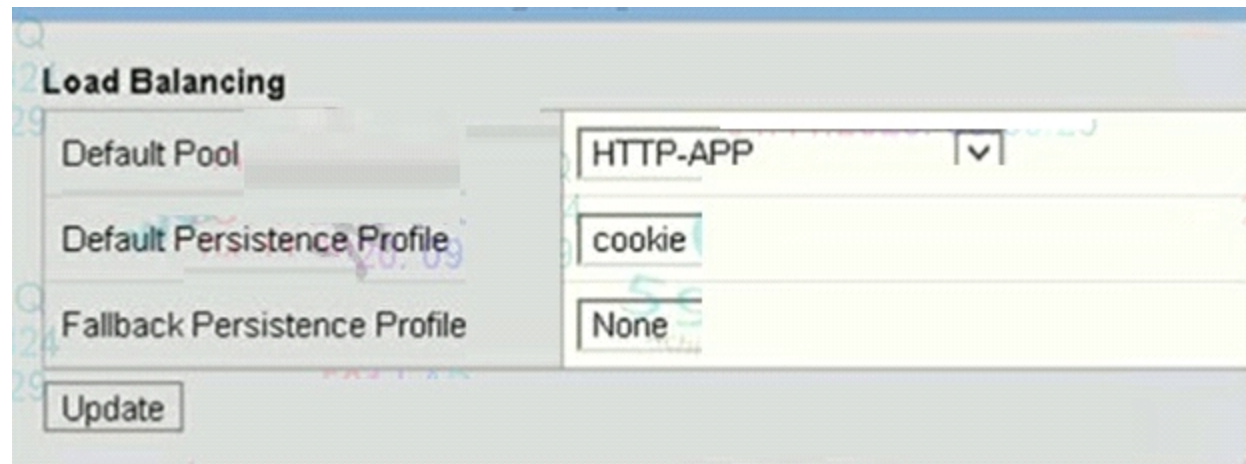 Load Balancing
Default Pool HTTP-APP
Default Persistence Profile cookie
Fallback Persistence Profile None
Update